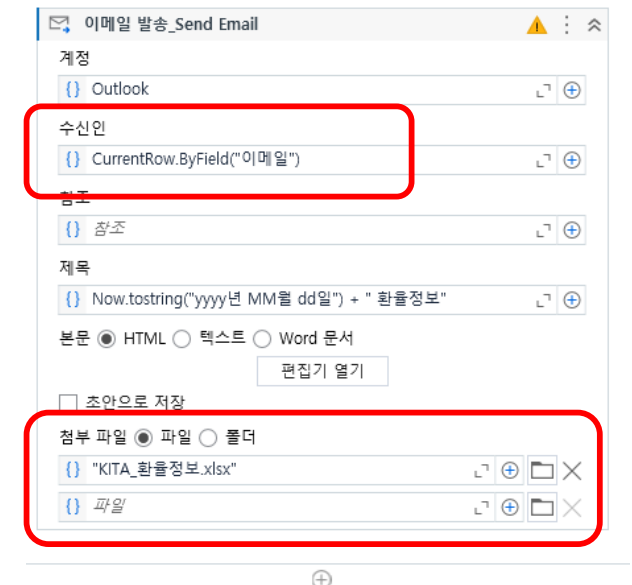 이메일 발송_Send Email
계정
{} Outlook
수신인
{} CurrentRow.ByField("이메일")
참조
{} 참조
제목
{} Now.tostring("yyyy년 MM월 dd일") + " 환율정보"
본문 HTML 텍스트 Word 문서
편집기 열기
초안으로 저장
첨부 파일 파일 폴더
{} "KITA_환율정보.xlsx"
{} 파일